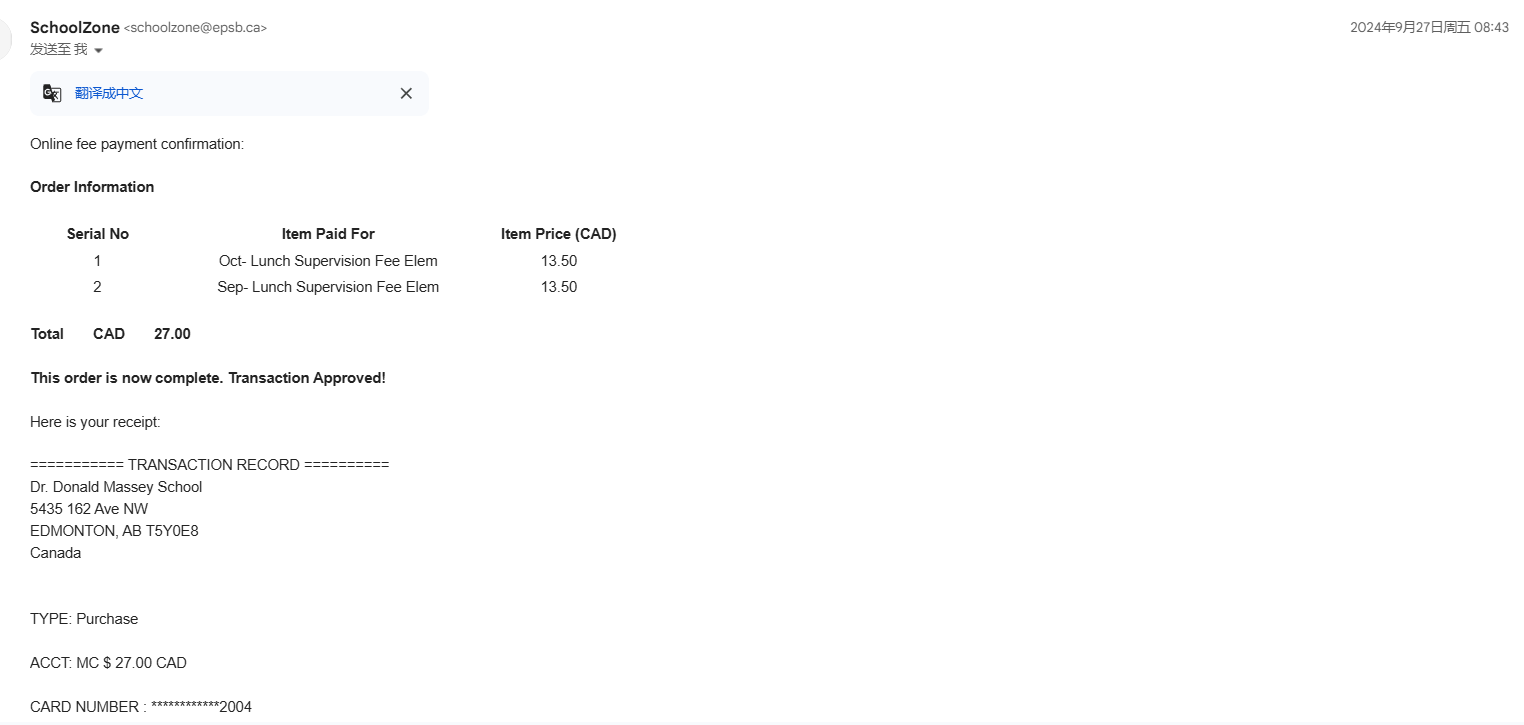 SchoolZone <schoolzone@epsb.ca> 2024年9月27日周五 08:43
发送至 我
翻译成中文
Online fee payment confirmation:
Order Information
Serial No Item Paid For Item Price (CAD)
1 Oct- Lunch Supervision Fee Elem 13.50
2 Sep- Lunch Supervision Fee Elem 13.50
Total CAD 27.00
This order is now complete. Transaction Approved!
Here is your receipt:
=========== TRANSACTION RECORD ==========
Dr. Donald Massey School
5435 162 Ave NW
EDMONTON, AB T5Y0E8
Canada
TYPE: Purchase
ACCT: MC $ 27.00 CAD
CARD NUMBER : ************2004